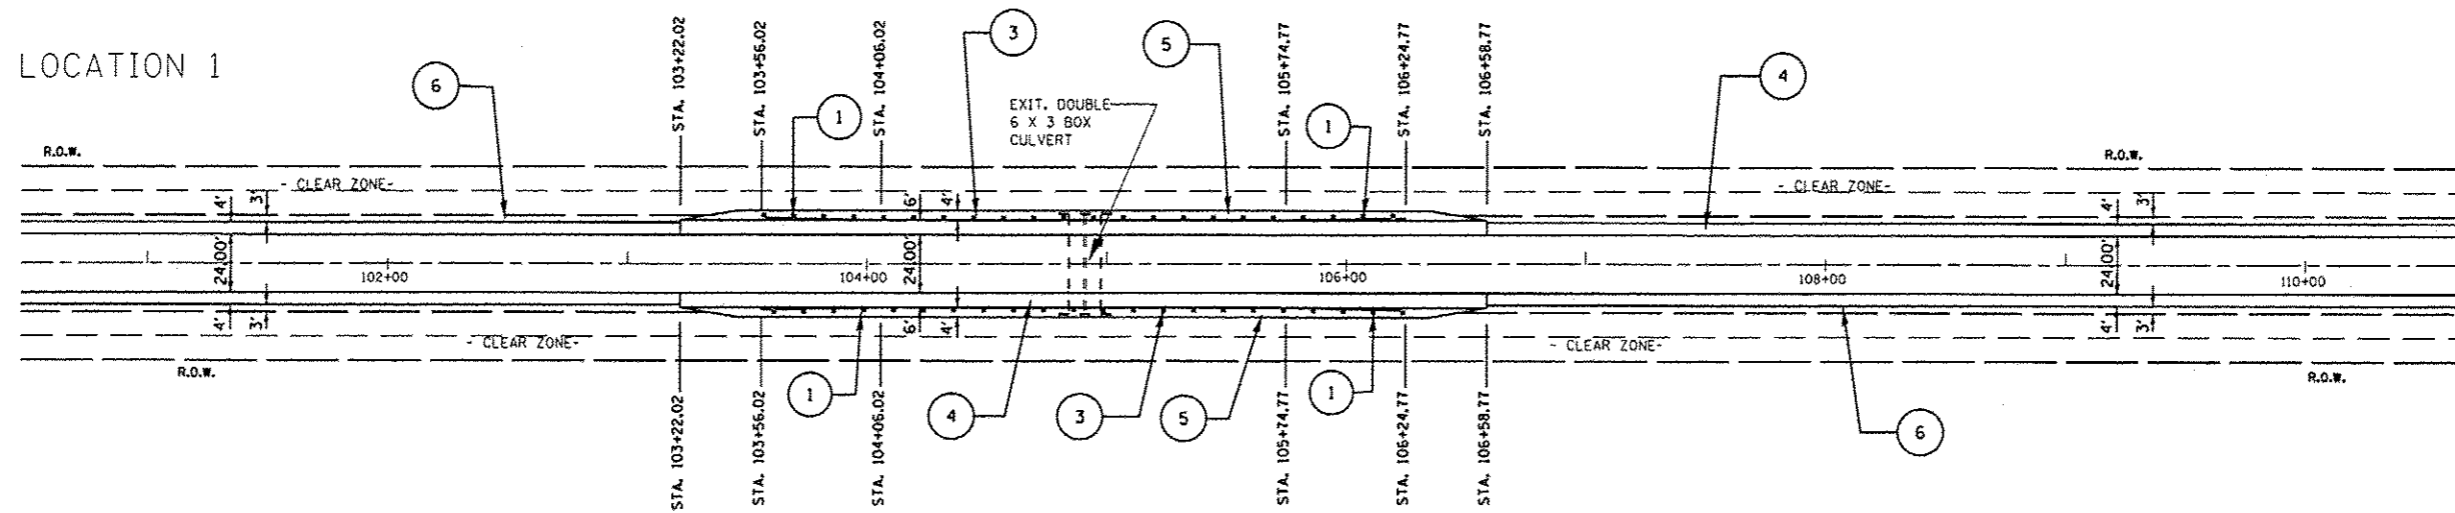 LOCATION 1
STA. 103+22.02
STA. 103+56.02
STA. 104+06.02
STA. 105+74.77
STA. 106+24.77
STA. 106+58.77
6
1
3
5
1
4
EXIT. DOUBLE
6 X 3 BOX
CULVERT
R.O.W.
R.O.W.
- CLEAR ZONE-
- CLEAR ZONE-
4'
3'
6'
4'
4'
3'
24.00'
24.00'
24.00'
102+00
104+00
106+00
108+00
110+00
4'
3'
6'
4'
4'
3'
- CLEAR ZONE-
- CLEAR ZONE-
R.O.W.
R.O.W.
1
4
3
5
1
6
STA. 103+22.02
STA. 103+56.02
STA. 104+06.02
STA. 105+74.77
STA. 106+24.77
STA. 106+58.77